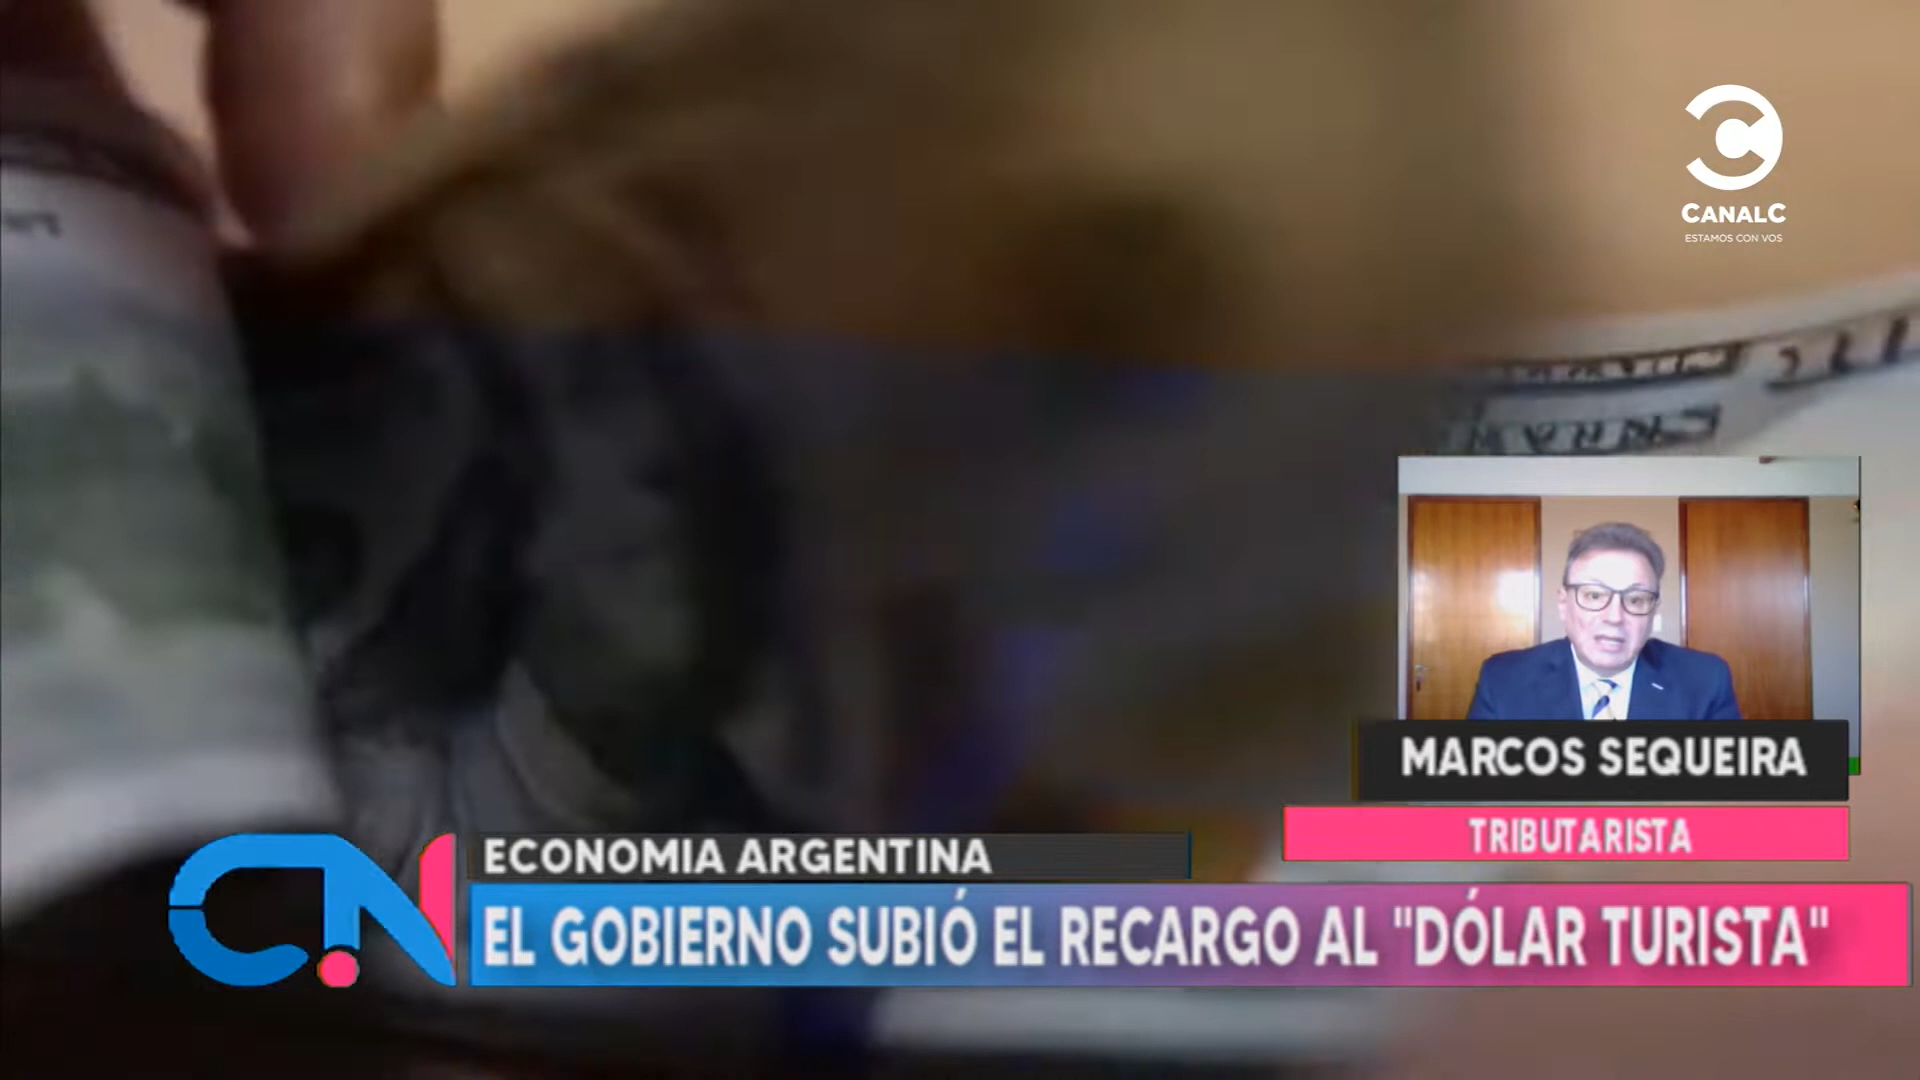 CANALC
ESTAMOS CON VOS
MARCOS SEQUEIRA
TRIBUTARISTA
ECONOMIA ARGENTINA
EL GOBIERNO SUBIÓ EL RECARGO AL "DÓLAR TURISTA"